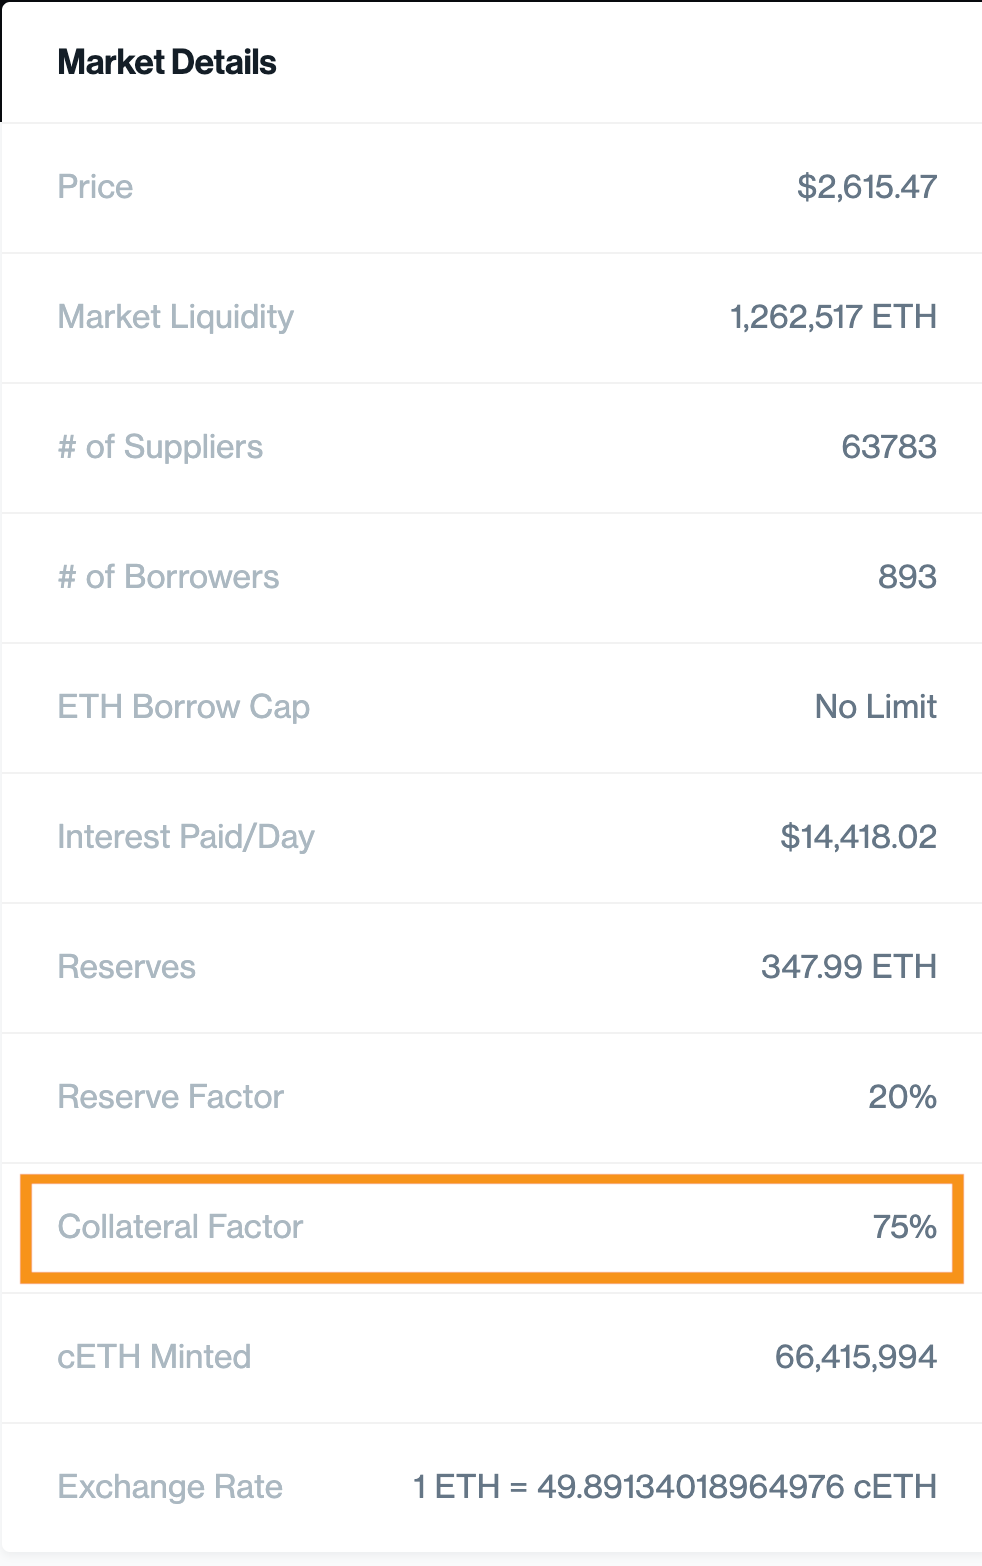 Market Details
Price $2,615.47
Market Liquidity 1,262,517 ETH
# of Suppliers 63783
# of Borrowers 893
ETH Borrow Cap No Limit
Interest Paid/Day $14,418.02
Reserves 347.99 ETH
Reserve Factor 20%
Collateral Factor 75%
cETH Minted 66,415,994
Exchange Rate 1 ETH = 49.89134018964976 cETH